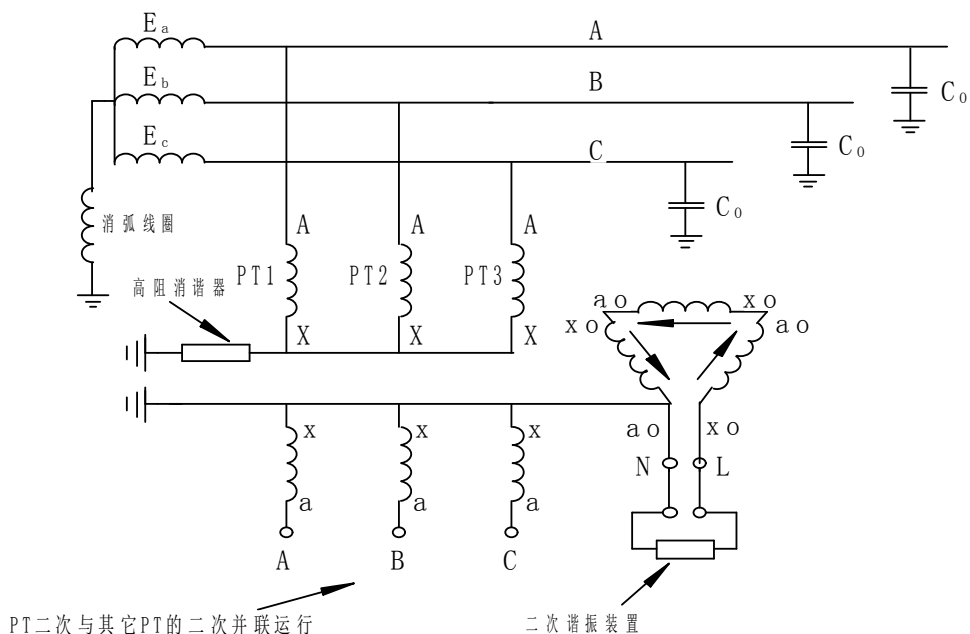 Ea
A
Eb
B
C₀
Ec
C
C₀
C₀
消弧线圈
A
A
A
PT1
PT2
PT3
高阻消谐器
ao
xo
xo
ao
X
X
X
ao
xo
x
x
x
N
L
a
a
a
A
B
C
PT二次与其它PT的二次并联运行
二次谐振装置